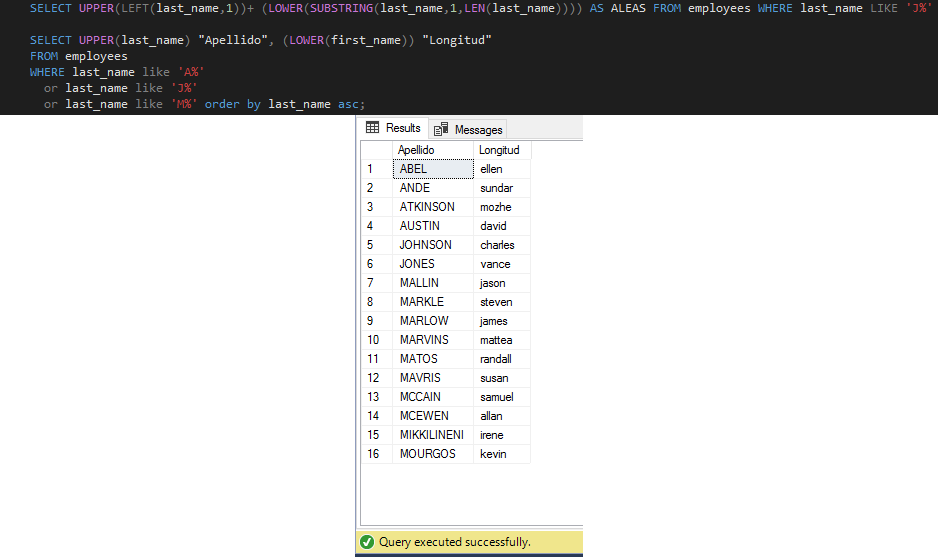 SELECT UPPER(LEFT(last_name,1))+ (LOWER(SUBSTRING(last_name,1,LEN(last_name)))) AS ALEAS FROM employees WHERE last_name LIKE 'J%'
SELECT UPPER(last_name) "Apellido", (LOWER(first_name)) "Longitud"
FROM employees
WHERE last_name like 'A%'
or last_name like 'J%'
or last_name like 'M%' order by last_name asc;
Results Messages
Apellido Longitud
1 ABEL ellen
2 ANDE sundar
3 ATKINSON mozhe
4 AUSTIN david
5 JOHNSON charles
6 JONES vance
7 MALLIN jason
8 MARKLE steven
9 MARLOW james
10 MARVINS mattea
11 MATOS randall
12 MAVRIS susan
13 MCCAIN samuel
14 MCEWEN allan
15 MIKKILINENI irene
16 MOURGOS kevin
Query executed successfully.